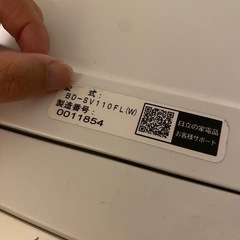 型 式:
BD-SV110FL(W)
製造番号:
0011854
日立の家電品
お客様サポート